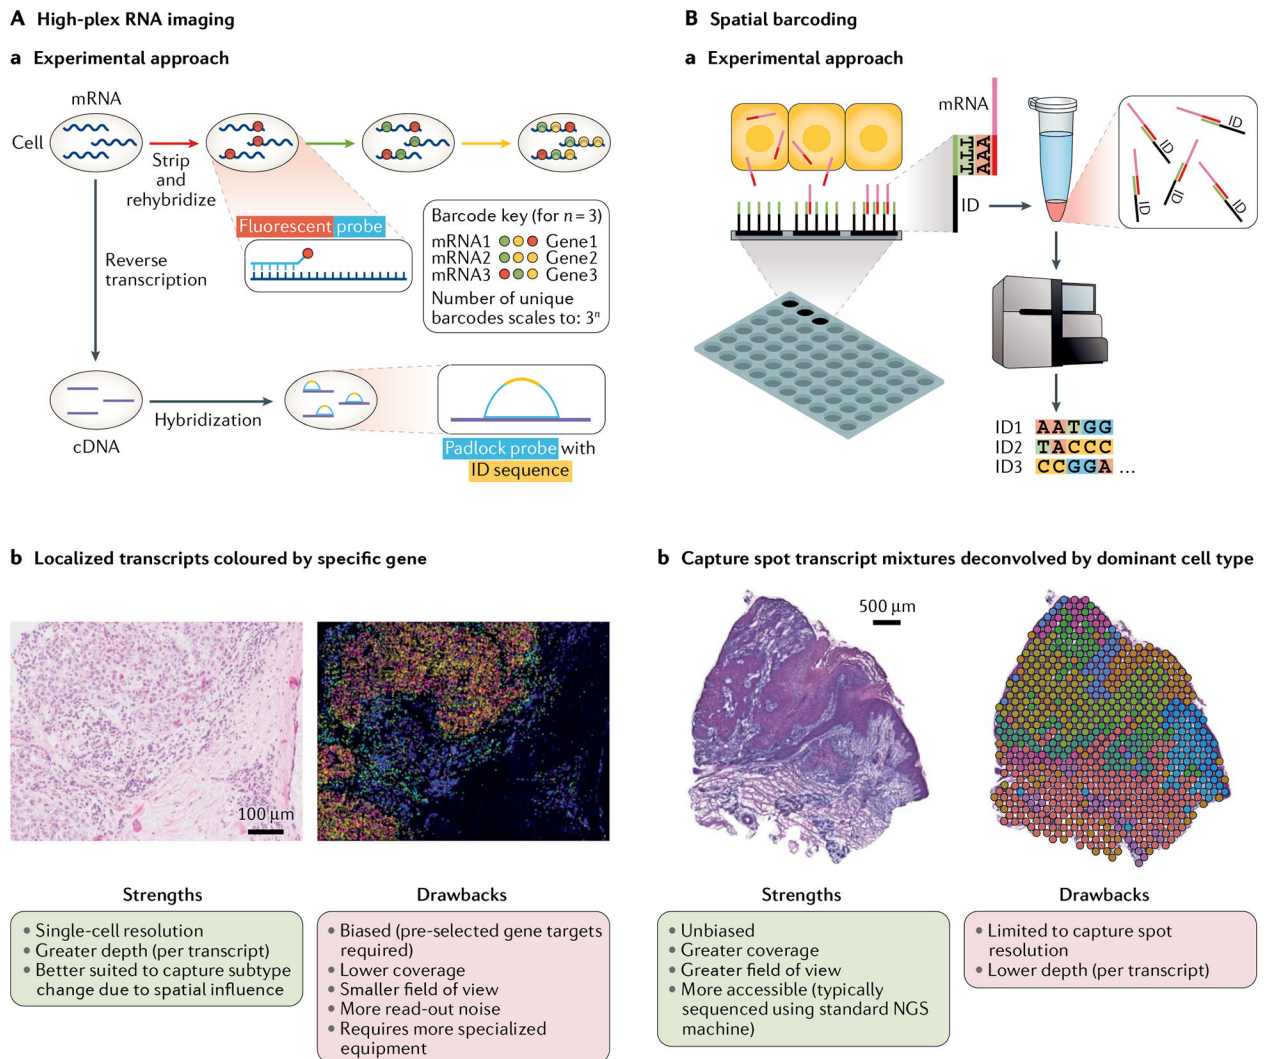 A High-plex RNA imaging
a Experimental approach
mRNA
Cell
Strip
and
rehybridize
Fluorescent probe
Barcode key (for n = 3)
mRNA1 Gene1
mRNA2 Gene2
mRNA3 Gene3
Number of unique
barcodes scales to: 3ⁿ
Reverse
transcription
cDNA
Hybridization
Padlock probe with
ID sequence
b Localized transcripts coloured by specific gene
100 µm
Strengths
• Single-cell resolution
• Greater depth (per transcript)
• Better suited to capture subtype
change due to spatial influence
Drawbacks
• Biased (pre-selected gene targets
required)
• Lower coverage
• Smaller field of view
• More read-out noise
• Requires more specialized
equipment
B Spatial barcoding
a Experimental approach
mRNA
TTT
AAA
ID
ID
ID
ID
ID
ID
ID1 AATGG
ID2 TACCC
ID3 CCGGA ...
b Capture spot transcript mixtures deconvolved by dominant cell type
500 µm
Strengths
• Unbiased
• Greater coverage
• Greater field of view
• More accessible (typically
sequenced using standard NGS
machine)
Drawbacks
• Limited to capture spot
resolution
• Lower depth (per transcript)